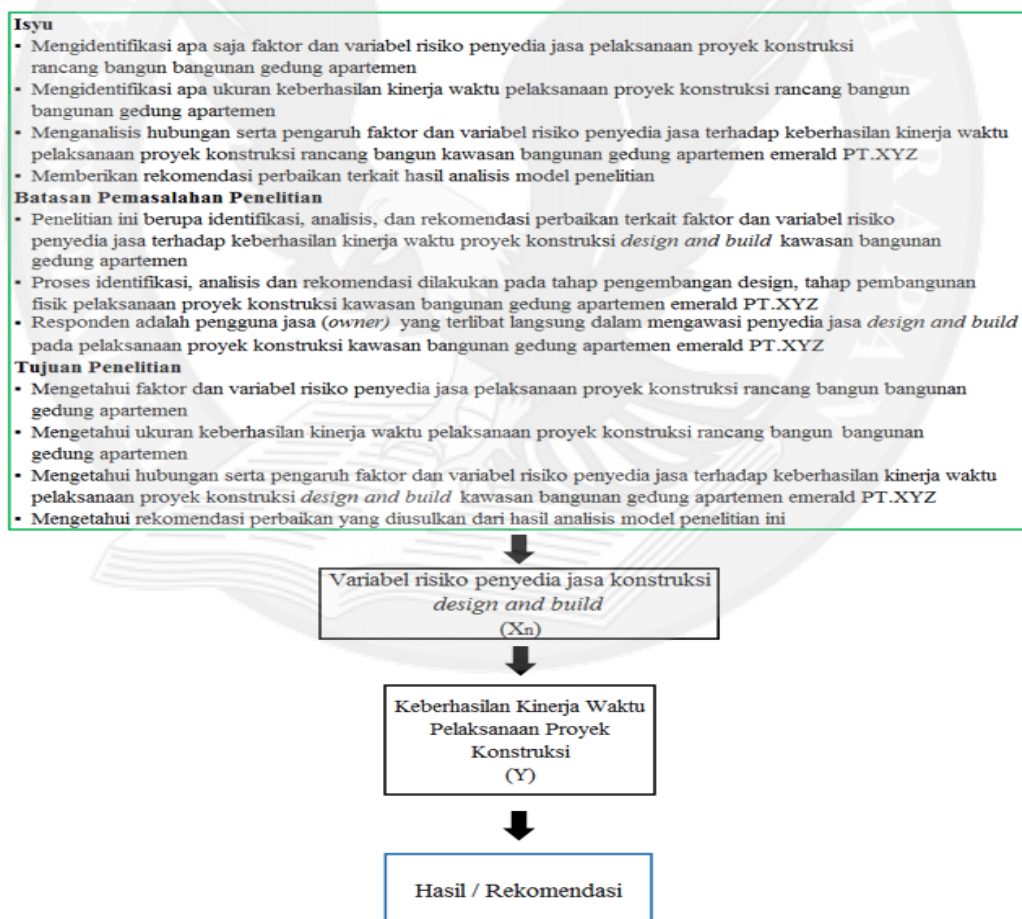 Isyu
▪ Mengidentifikasi apa saja faktor dan variabel risiko penyedia jasa pelaksanaan proyek konstruksi
rancang bangun bangunan gedung apartemen
▪ Mengidentifikasi apa ukuran keberhasilan kinerja waktu pelaksanaan proyek konstruksi rancang bangun
bangunan gedung apartemen
▪ Menganalisis hubungan serta pengaruh faktor dan variabel risiko penyedia jasa terhadap keberhasilan kinerja waktu
pelaksanaan proyek konstruksi rancang bangun kawasan bangunan gedung apartemen emerald PT.XYZ
▪ Memberikan rekomendasi perbaikan terkait hasil analisis model penelitian
Batasan Pemasalahan Penelitian
▪ Penelitian ini berupa identifikasi, analisis, dan rekomendasi perbaikan terkait faktor dan variabel risiko
penyedia jasa terhadap keberhasilan kinerja waktu proyek konstruksi design and build kawasan bangunan
gedung apartemen
▪ Proses identifikasi, analisis dan rekomendasi dilakukan pada tahap pengembangan design, tahap pembangunan
fisik pelaksanaan proyek konstruksi kawasan bangunan gedung apartemen emerald PT.XYZ
▪ Responden adalah pengguna jasa (owner) yang terlibat langsung dalam mengawasi penyedia jasa design and build
pada pelaksanaan proyek konstruksi kawasan bangunan gedung apartemen emerald PT.XYZ
Tujuan Penelitian
▪ Mengetahui faktor dan variabel risiko penyedia jasa pelaksanaan proyek konstruksi rancang bangun bangunan
gedung apartemen
▪ Mengetahui ukuran keberhasilan kinerja waktu pelaksanaan proyek konstruksi rancang bangun bangunan
gedung apartemen
▪ Mengetahui hubungan serta pengaruh faktor dan variabel risiko penyedia jasa terhadap keberhasilan kinerja waktu
pelaksanaan proyek konstruksi design and build kawasan bangunan gedung apartemen emerald PT.XYZ
▪ Mengetahui rekomendasi perbaikan yang diusulkan dari hasil analisis model penelitian ini
Variabel risiko penyedia jasa konstruksi
design and build
(Xn)
Keberhasilan Kinerja Waktu
Pelaksanaan Proyek
Konstruksi
(Y)
Hasil / Rekomendasi